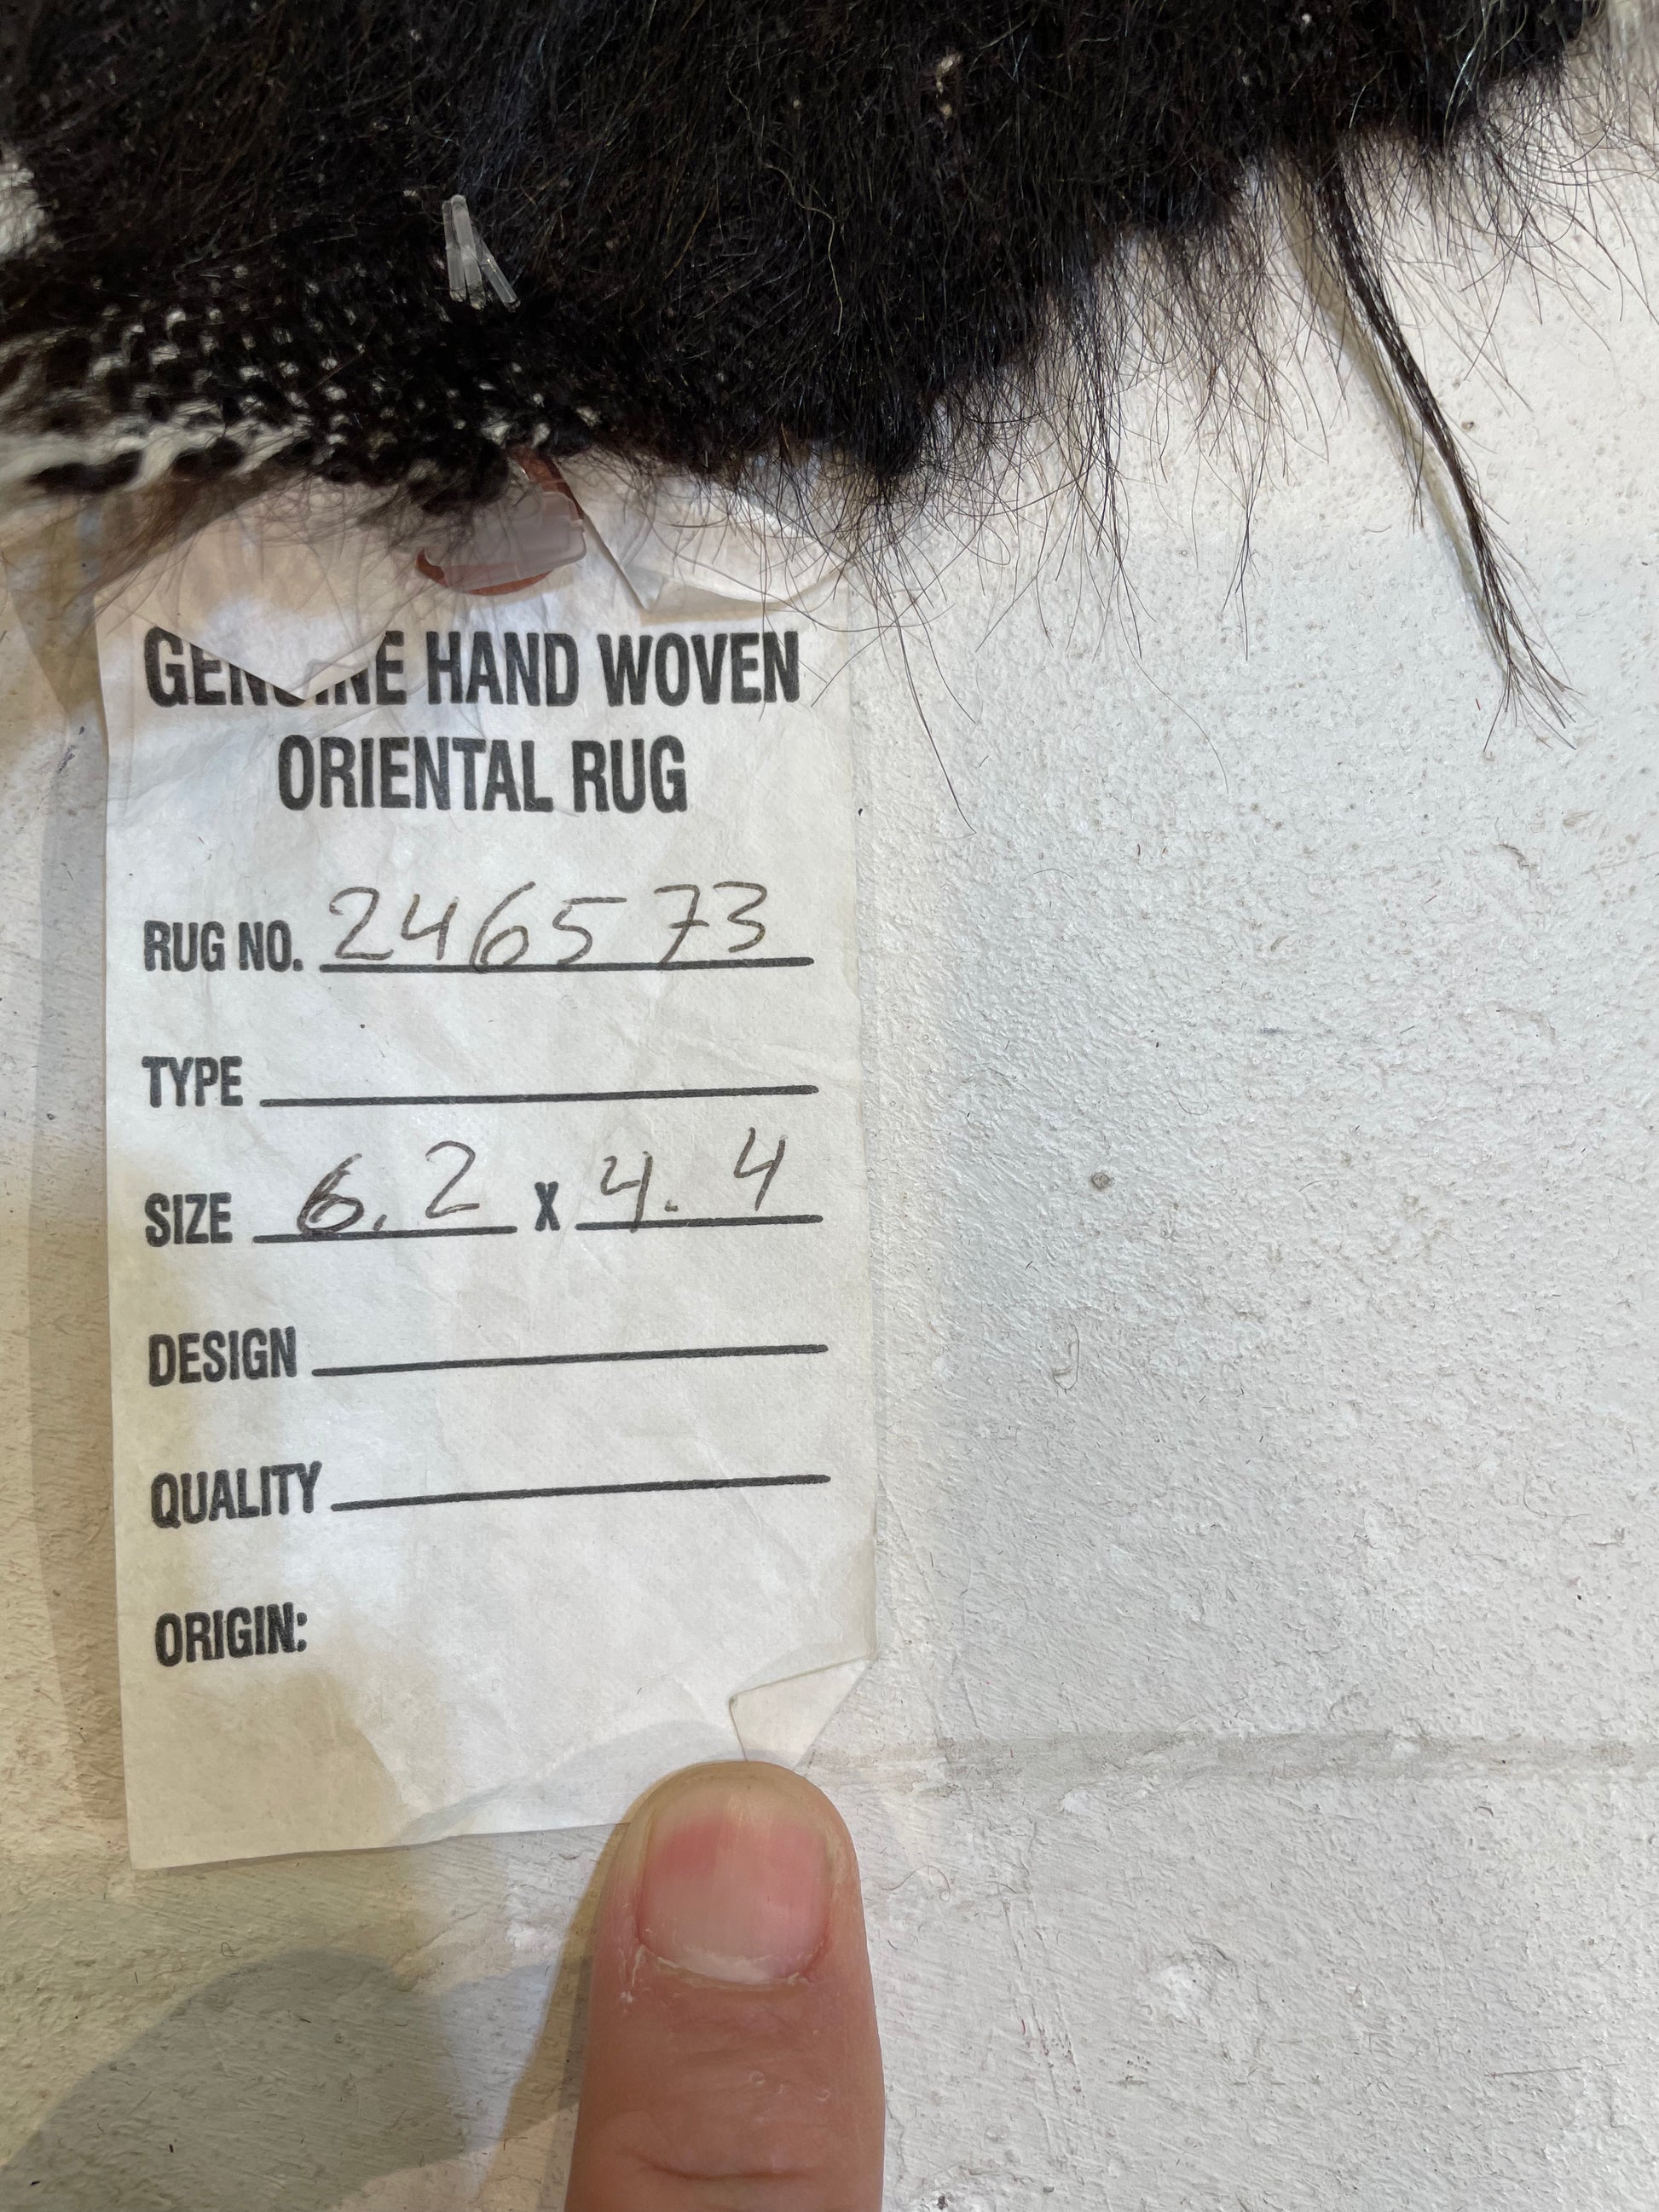 GENUINE HAND WOVEN
ORIENTAL RUG
RUG NO. 246573
TYPE
SIZE 6.2 X 4.4
DESIGN
QUALITY
ORIGIN: